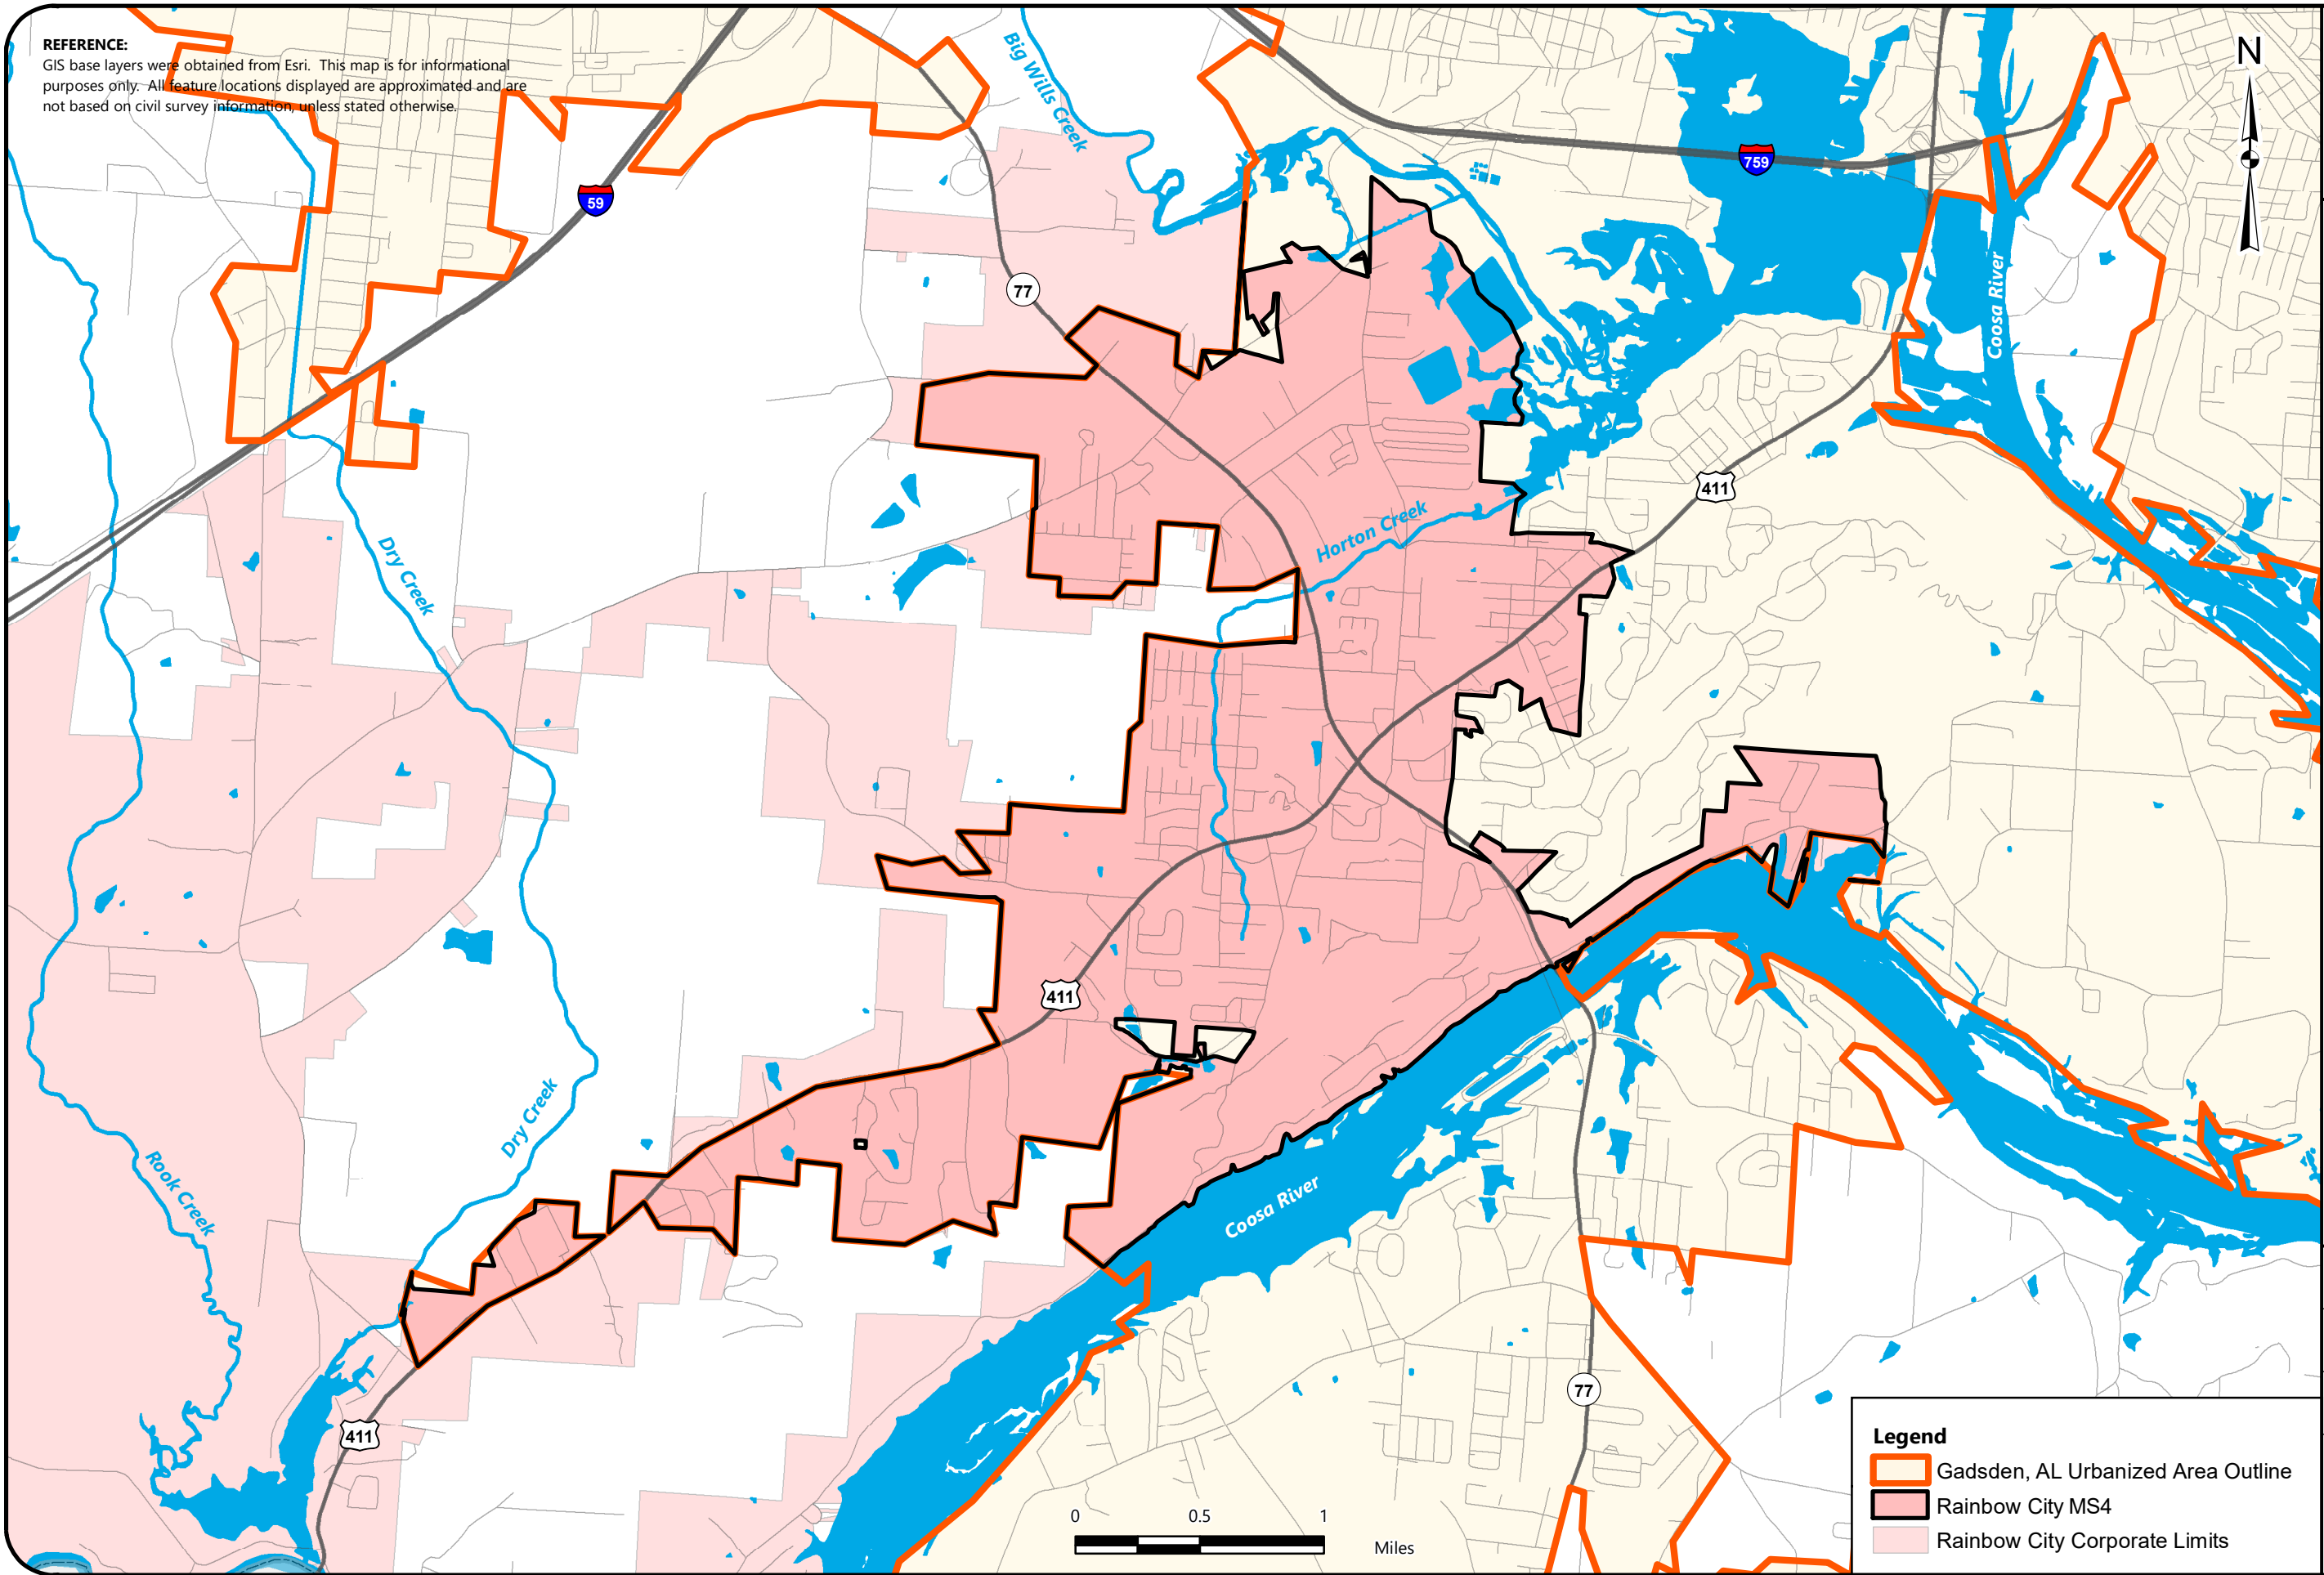 REFERENCE:
GIS base layers were obtained from Esri. This map is for informational
purposes only. All feature locations displayed are approximated and are
not based on civil survey information, unless stated otherwise.
Big Wills Creek
N
759
59
Coosa River
77
411
Horton Creek
Dry Creek
411
Dry Creek
Rook Creek
Coosa River
77
411
Legend
Gadsden, AL Urbanized Area Outline
Rainbow City MS4
Rainbow City Corporate Limits
0 0.5 1
Miles